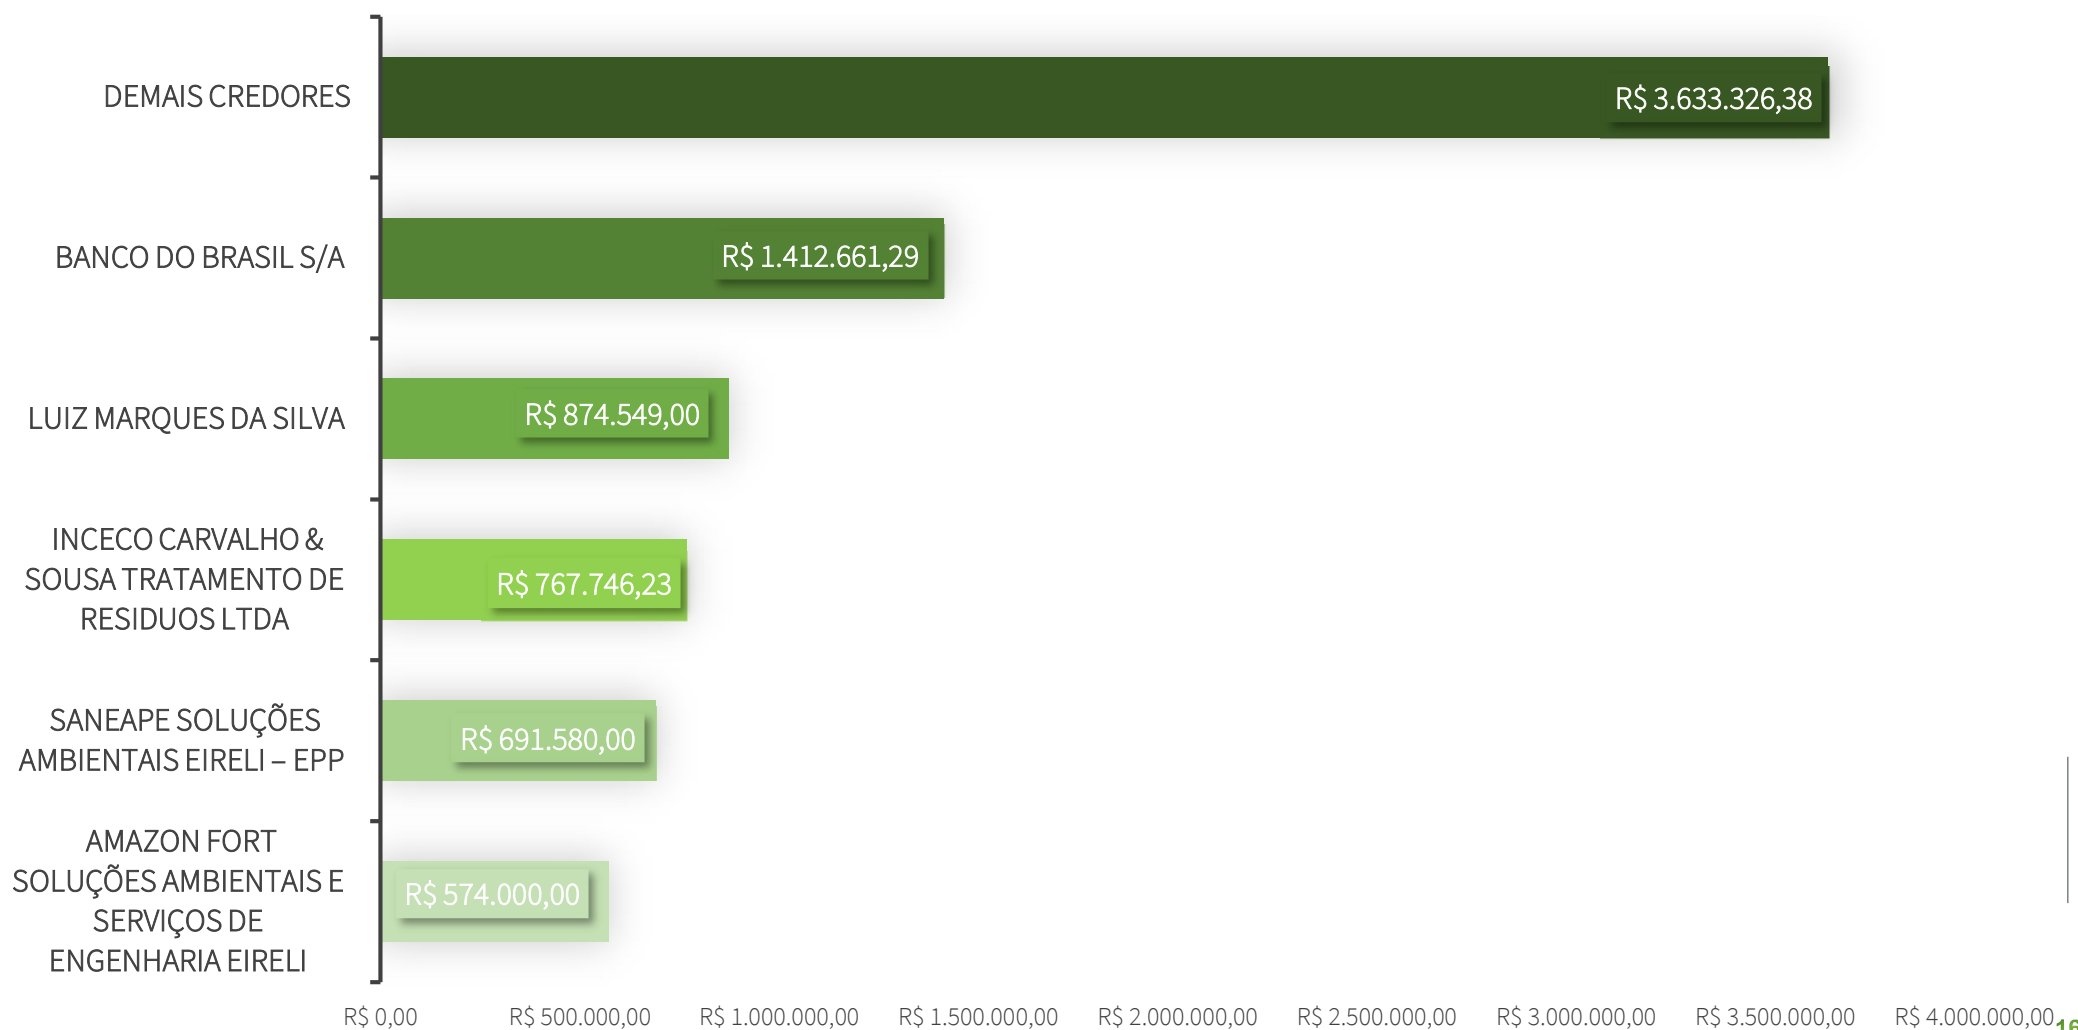 DEMAIS CREDORES
R$ 3.633.326,38
BANCO DO BRASIL S/A
R$ 1.412.661,29
LUIZ MARQUES DA SILVA
R$ 874.549,00
INCECO CARVALHO &
SOUSA TRATAMENTO DE
RESIDUOS LTDA
R$ 767.746,23
SANEAPE SOLUÇÕES
AMBIENTAIS EIRELI – EPP
R$ 691.580,00
AMAZON FORT
SOLUÇÕES AMBIENTAIS E
SERVIÇOS DE
ENGENHARIA EIRELI
R$ 574.000,00
R$ 0,00 R$ 500.000,00 R$ 1.000.000,00 R$ 1.500.000,00 R$ 2.000.000,00 R$ 2.500.000,00 R$ 3.000.000,00 R$ 3.500.000,00 R$ 4.000.000,00
16